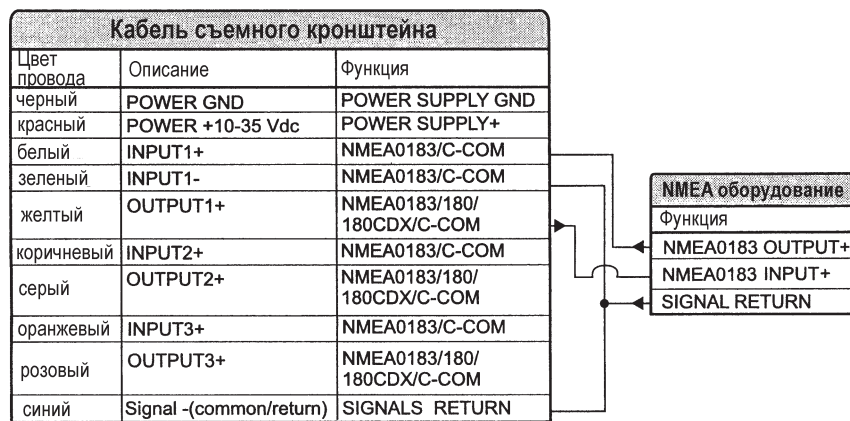 Кабель съемного кронштейна
Цвет провода Описание Функция
черный POWER GND POWER SUPPLY GND
красный POWER +10-35 Vdc POWER SUPPLY+
белый INPUT1+ NMEA0183/C-COM
зеленый INPUT1- NMEA0183/C-COM
желтый OUTPUT1+ NMEA0183/180/
180CDX/C-COM
коричневый INPUT2+ NMEA0183/C-COM
серый OUTPUT2+ NMEA0183/180/
180CDX/C-COM
оранжевый INPUT3+ NMEA0183/C-COM
розовый OUTPUT3+ NMEA0183/180/
180CDX/C-COM
синий Signal -(common/return) SIGNALS RETURN
NMEA оборудование
Функция
NMEA0183 OUTPUT+
NMEA0183 INPUT+
SIGNAL RETURN